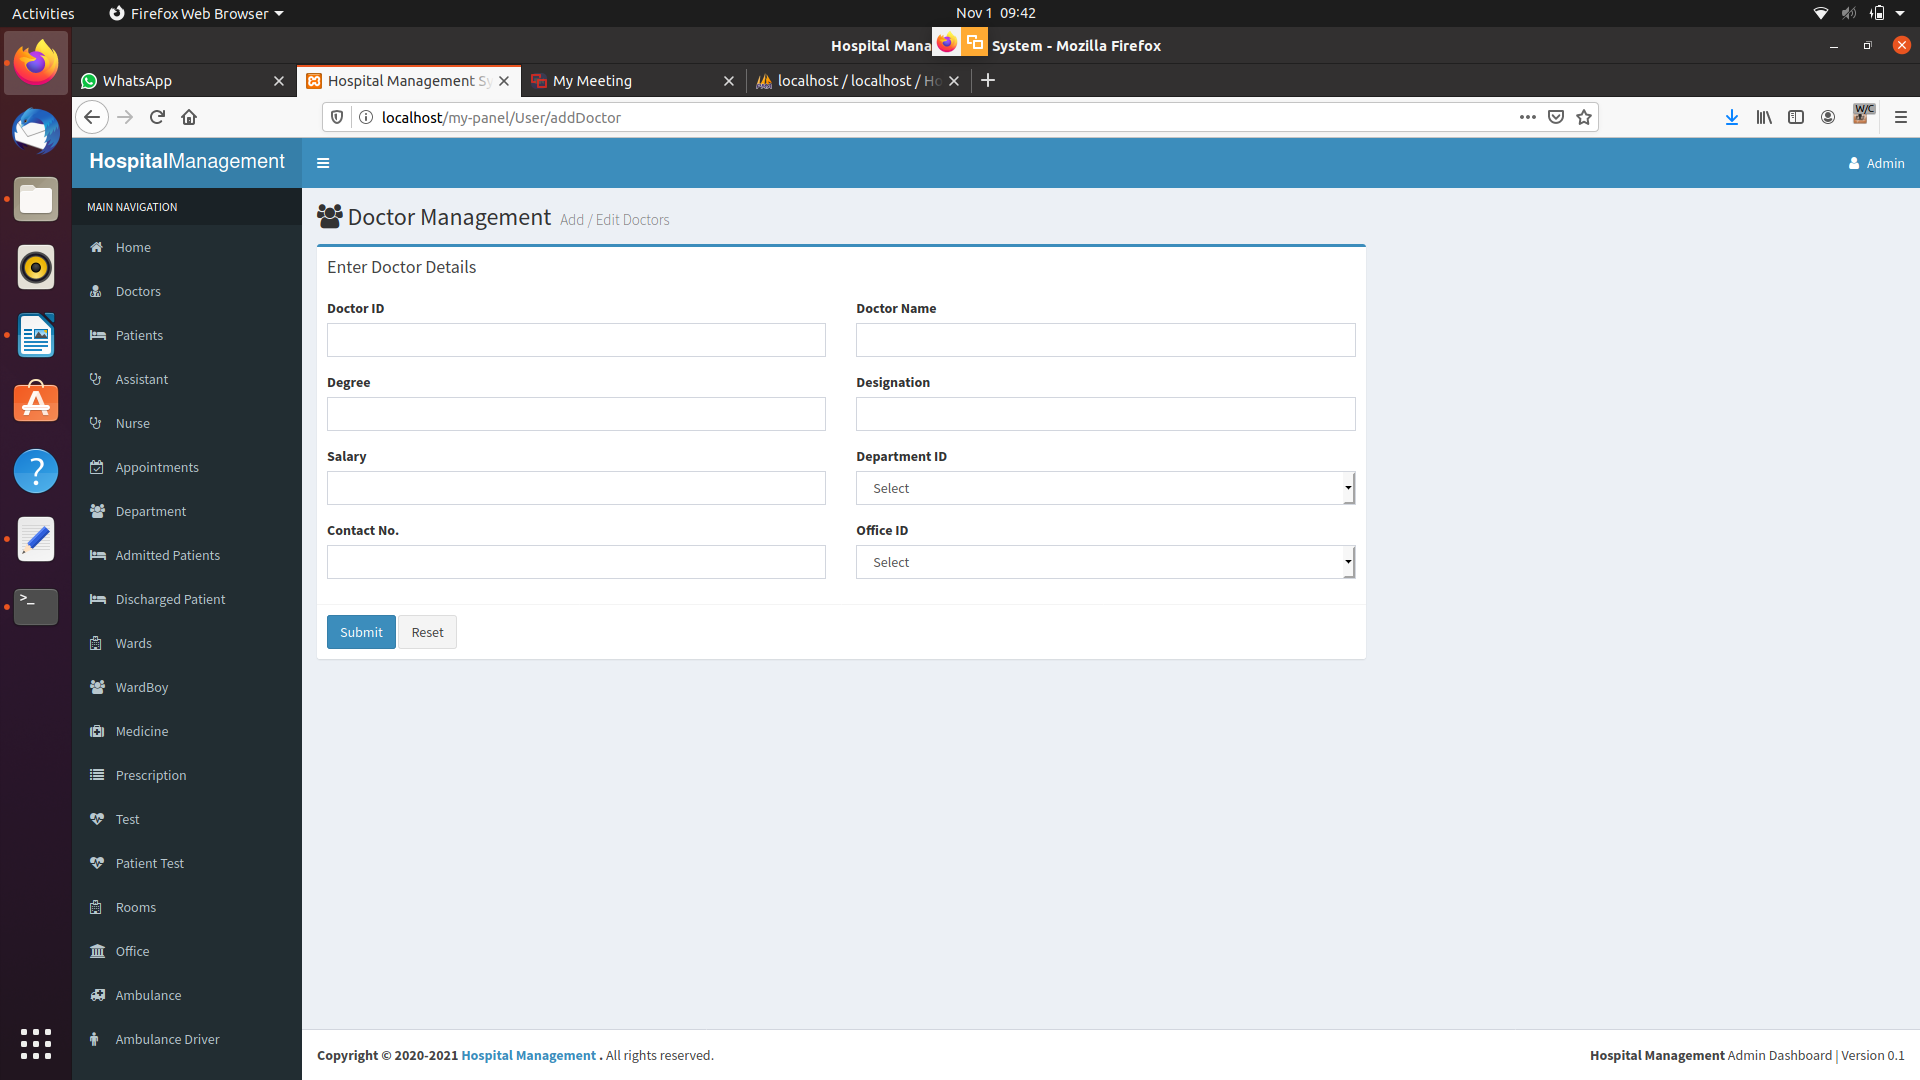 Activities
Firefox Web Browser
Nov 1 09:42
Hospital Mana System - Mozilla Firefox
WhatsApp
Hospital Management Sy
My Meeting
localhost / localhost / Ho
localhost/my-panel/User/addDoctor
W/C
HospitalManagement
Admin
MAIN NAVIGATION
Home
Doctors
Patients
Assistant
Nurse
Appointments
Department
Admitted Patients
Discharged Patient
Wards
WardBoy
Medicine
Prescription
Test
Patient Test
Rooms
Office
Ambulance
Ambulance Driver
Doctor Management Add / Edit Doctors
Enter Doctor Details
Doctor ID
Doctor Name
Degree
Designation
Salary
Department ID
Select
Contact No.
Office ID
Select
Submit
Reset
Copyright © 2020-2021 Hospital Management . All rights reserved.
Hospital Management Admin Dashboard | Version 0.1